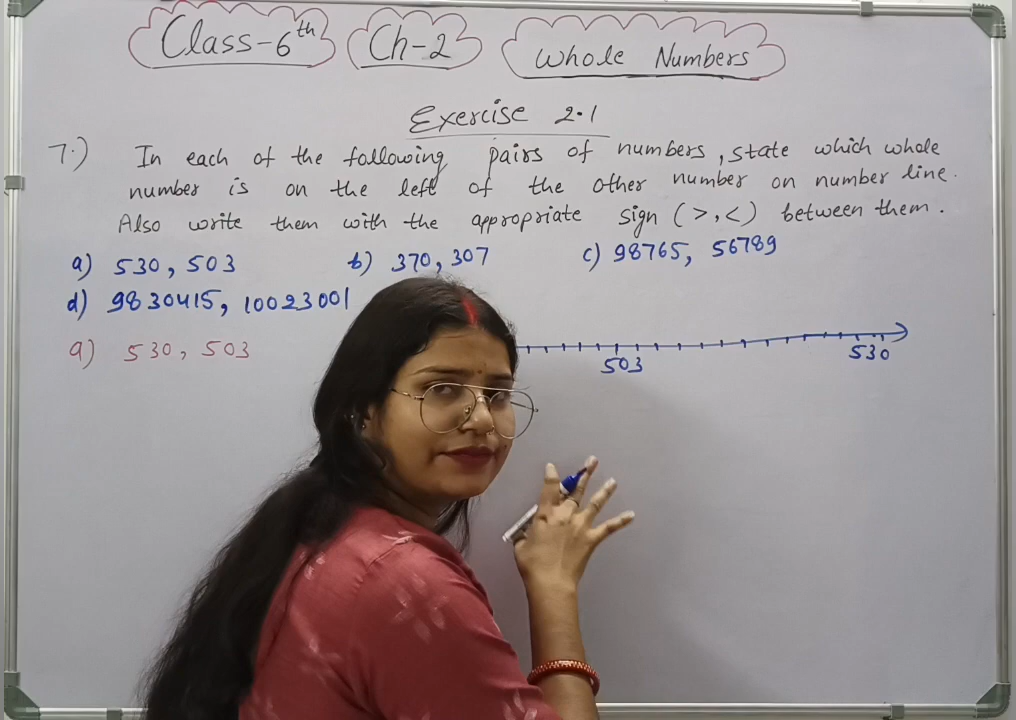 Class-6th Ch-2 Whole Numbers
Exercise 2.1
7.) In each of the following pairs of numbers, state which whole
number is on the left of the other number on number line.
Also write them with the appropriate sign (>,<) between them.
a) 530, 503 b) 370, 307 c) 98765, 56789
d) 9830415, 10023001
a) 530, 503
503 530